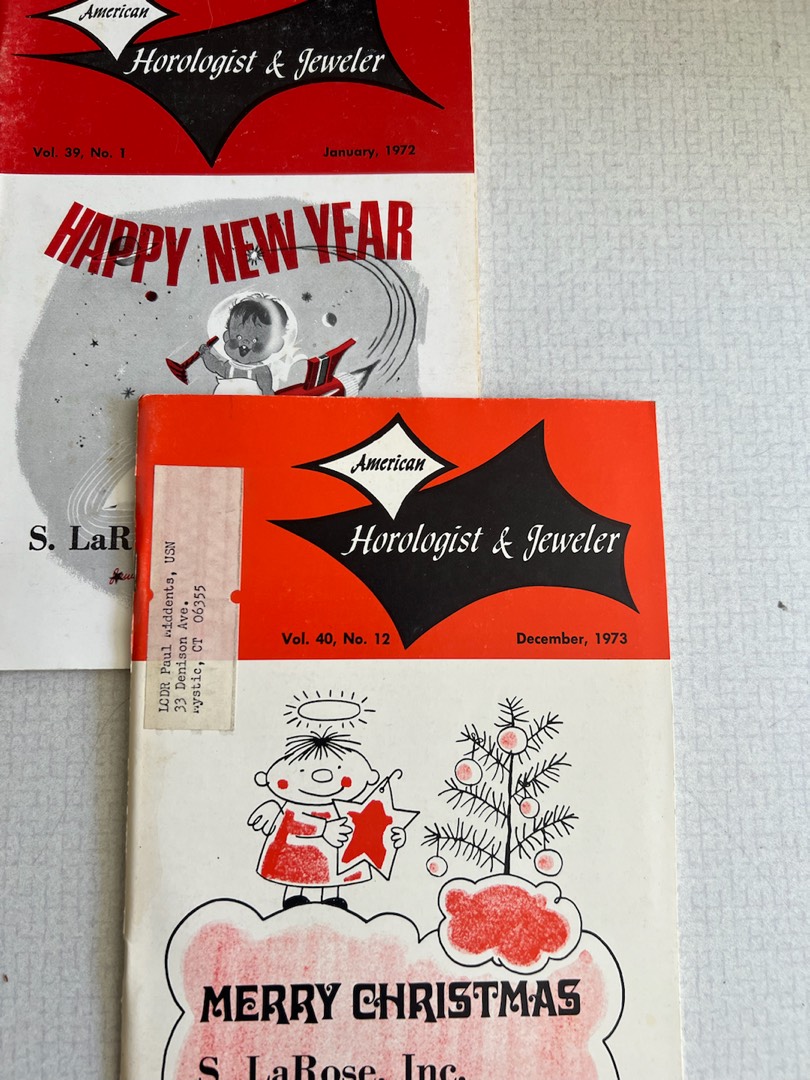 American
Horologist & Jeweler
Vol. 39, No. 1 January, 1972
HAPPY NEW YEAR
S. LaR
American
Horologist & Jeweler
LCDR Paul Middents, USN
33 Denison Ave.
Mystic, CT 06355
Vol. 40, No. 12 December, 1973
MERRY CHRISTMAS
S. LaRose, Inc.